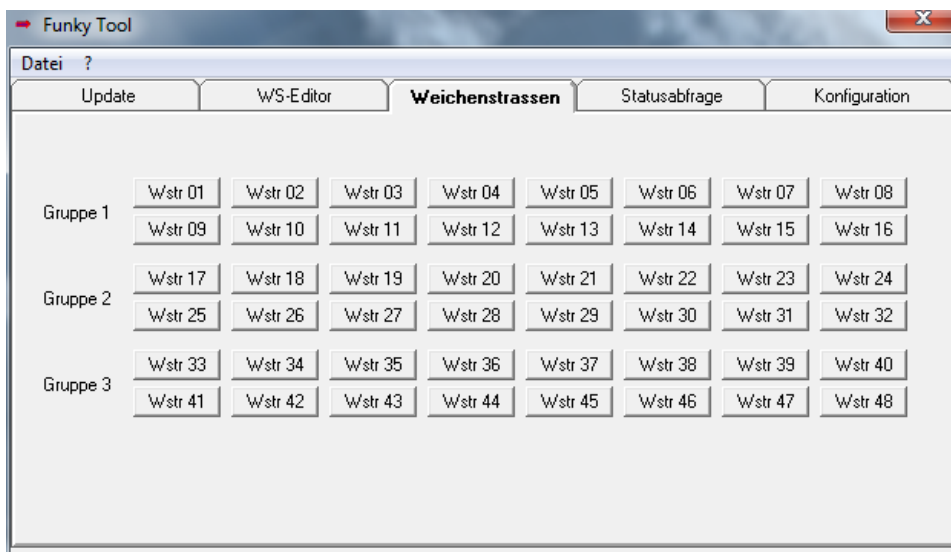 Funky Tool
Datei ?
Update WS-Editor Weichenstrassen Statusabfrage Konfiguration
Gruppe 1
Wstr 01 Wstr 02 Wstr 03 Wstr 04 Wstr 05 Wstr 06 Wstr 07 Wstr 08
Wstr 09 Wstr 10 Wstr 11 Wstr 12 Wstr 13 Wstr 14 Wstr 15 Wstr 16
Gruppe 2
Wstr 17 Wstr 18 Wstr 19 Wstr 20 Wstr 21 Wstr 22 Wstr 23 Wstr 24
Wstr 25 Wstr 26 Wstr 27 Wstr 28 Wstr 29 Wstr 30 Wstr 31 Wstr 32
Gruppe 3
Wstr 33 Wstr 34 Wstr 35 Wstr 36 Wstr 37 Wstr 38 Wstr 39 Wstr 40
Wstr 41 Wstr 42 Wstr 43 Wstr 44 Wstr 45 Wstr 46 Wstr 47 Wstr 48